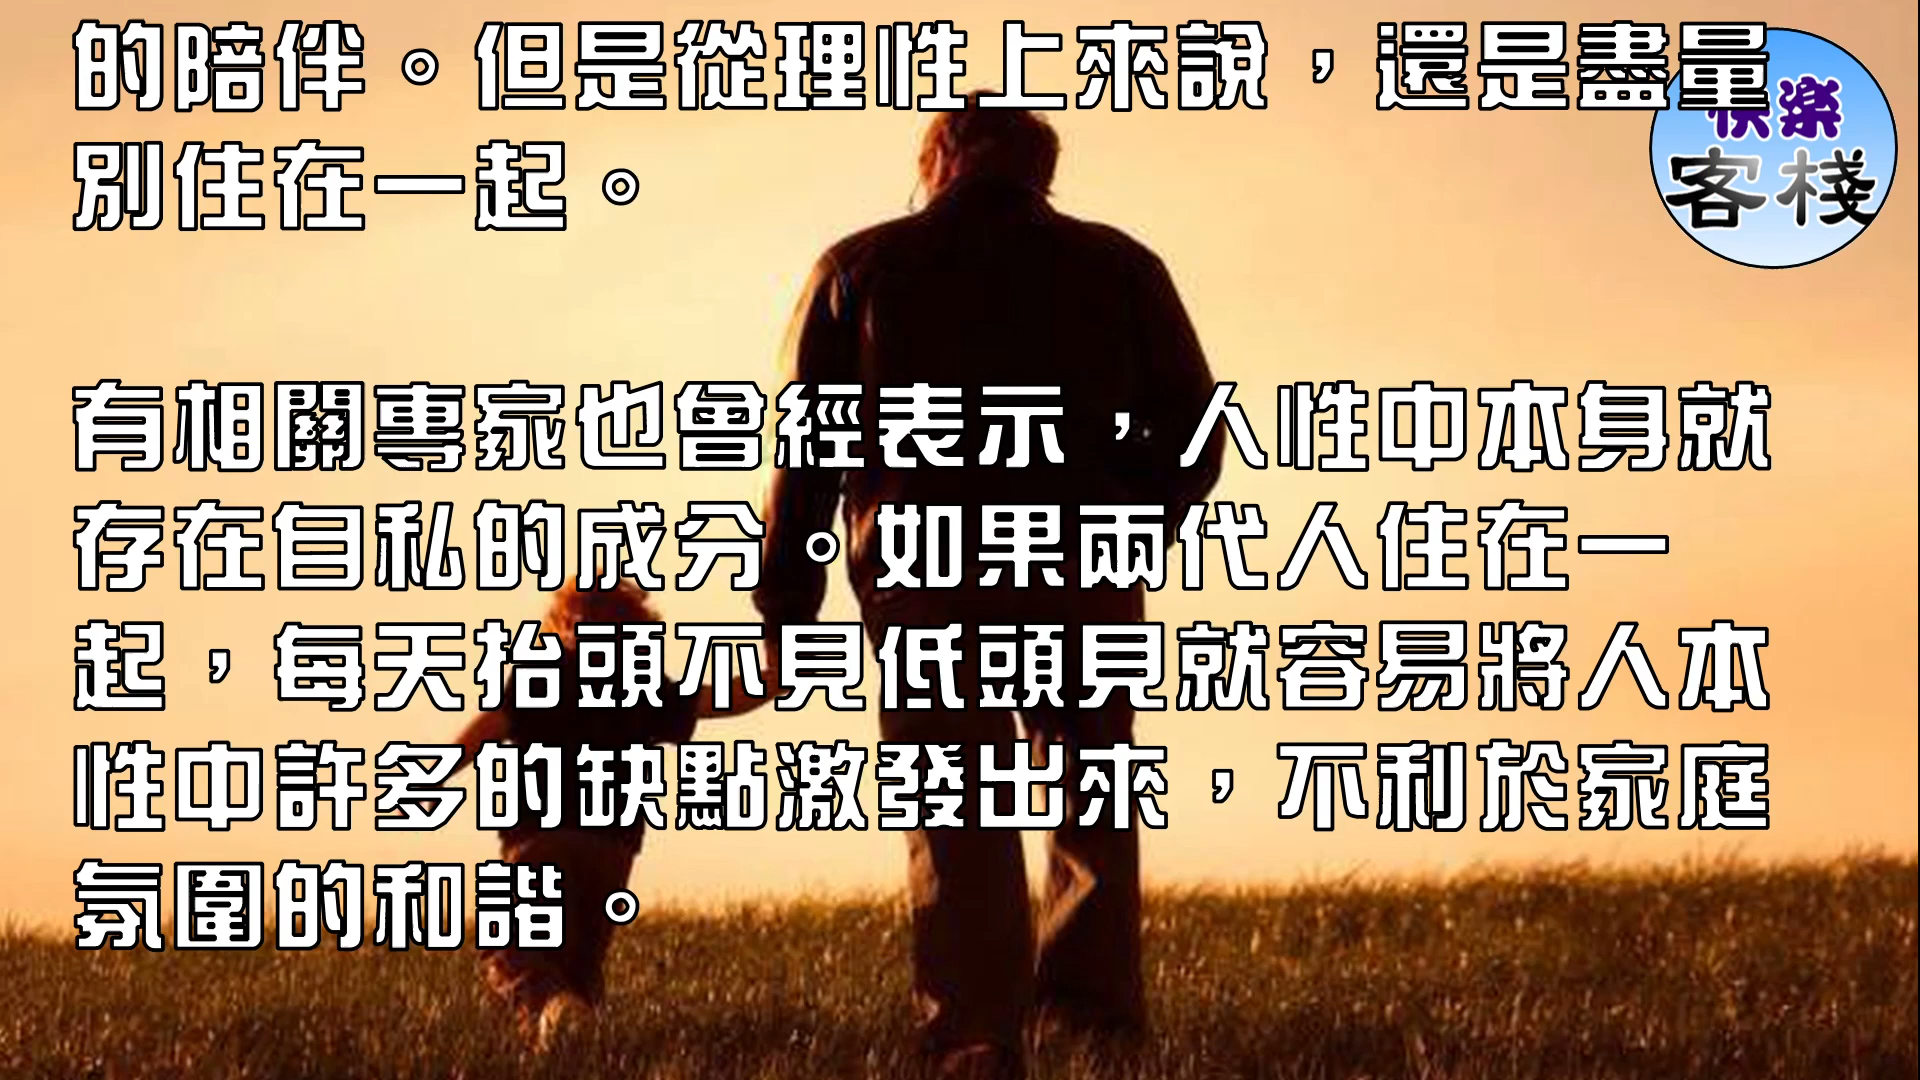 的陪伴。但是從理性上來說，還是盡量
別住在一起。
有相關專家也曾經表示，人性中本身就
存在自私的成分。如果兩代人住在一
起，每天抬頭不見低頭見就容易將人本
性中許多的缺點激發出來，不利於家庭
氛圍的和諧。
快樂
客棧